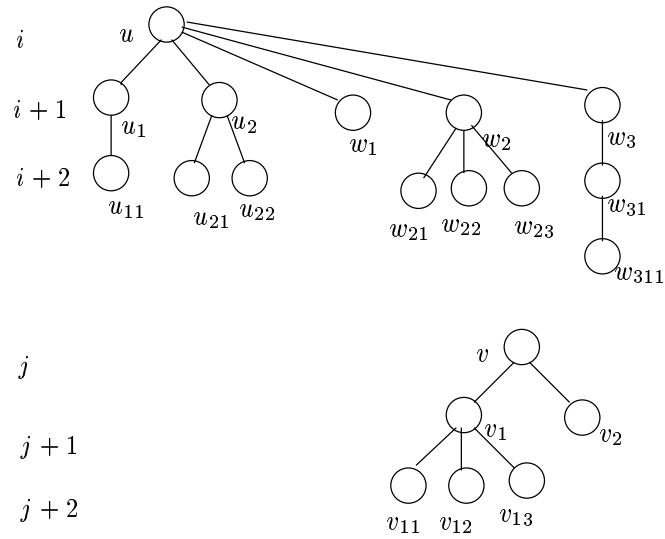 i u
i + 1 u1 u2 w1 w2 w3
i + 2 u11 u21 u22 w21 w22 w23 w31
w311
j v
j + 1 v1 v2
j + 2 v11 v12 v13